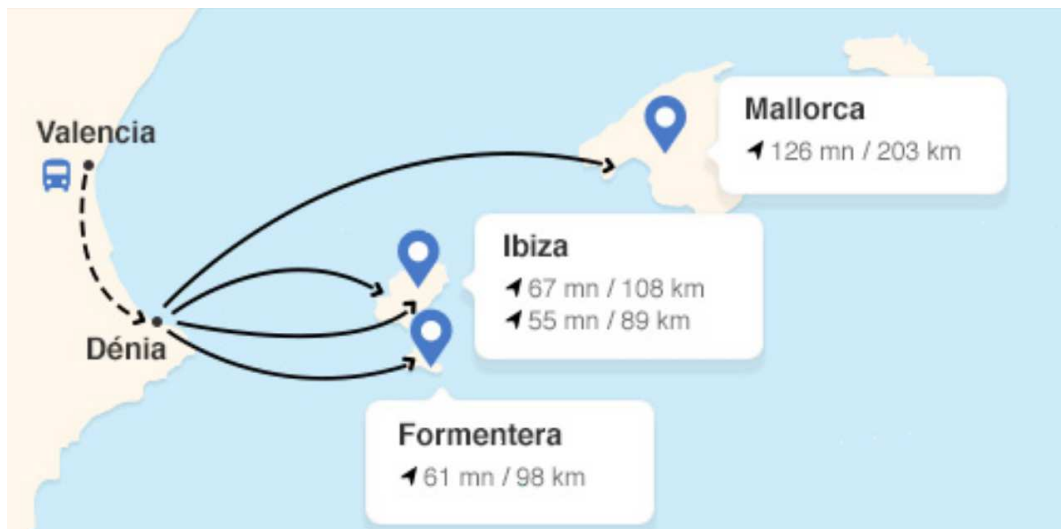 Valencia
Mallorca
126 mn / 203 km
Ibiza
67 mn / 108 km
55 mn / 89 km
Dénia
Formentera
61 mn / 98 km